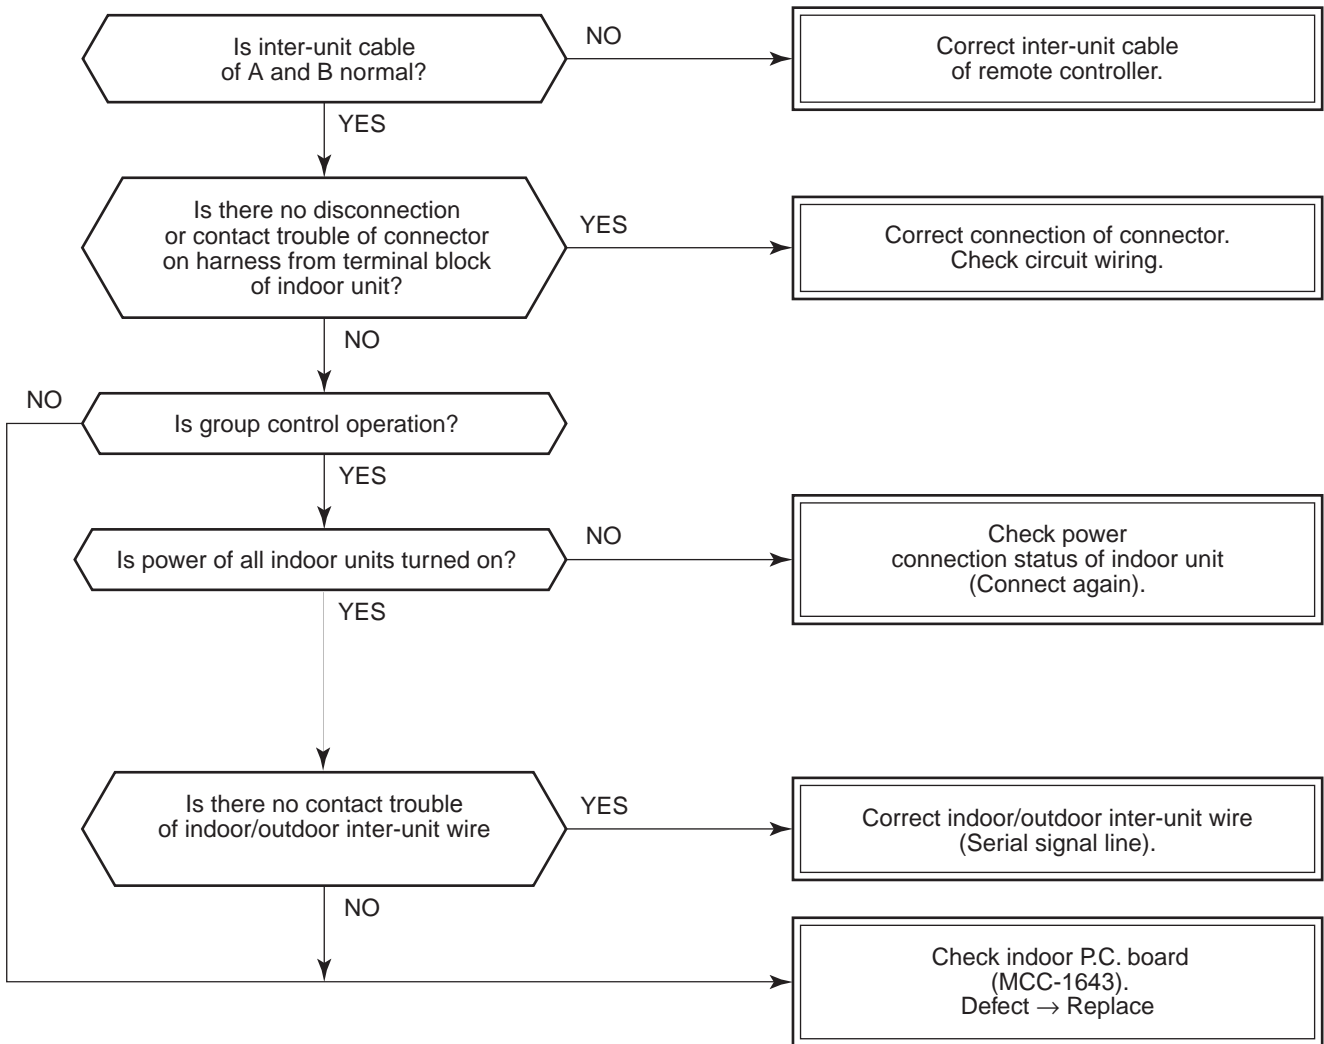 Is inter-unit cable
of A and B normal?
NO
Correct inter-unit cable
of remote controller.
YES
Is there no disconnection
or contact trouble of connector
on harness from terminal block
of indoor unit?
YES
Correct connection of connector.
Check circuit wiring.
NO
NO
Is group control operation?
YES
Is power of all indoor units turned on?
NO
Check power
connection status of indoor unit
(Connect again).
YES
Is there no contact trouble
of indoor/outdoor inter-unit wire
YES
Correct indoor/outdoor inter-unit wire
(Serial signal line).
NO
Check indoor P.C. board
(MCC-1643).
Defect → Replace